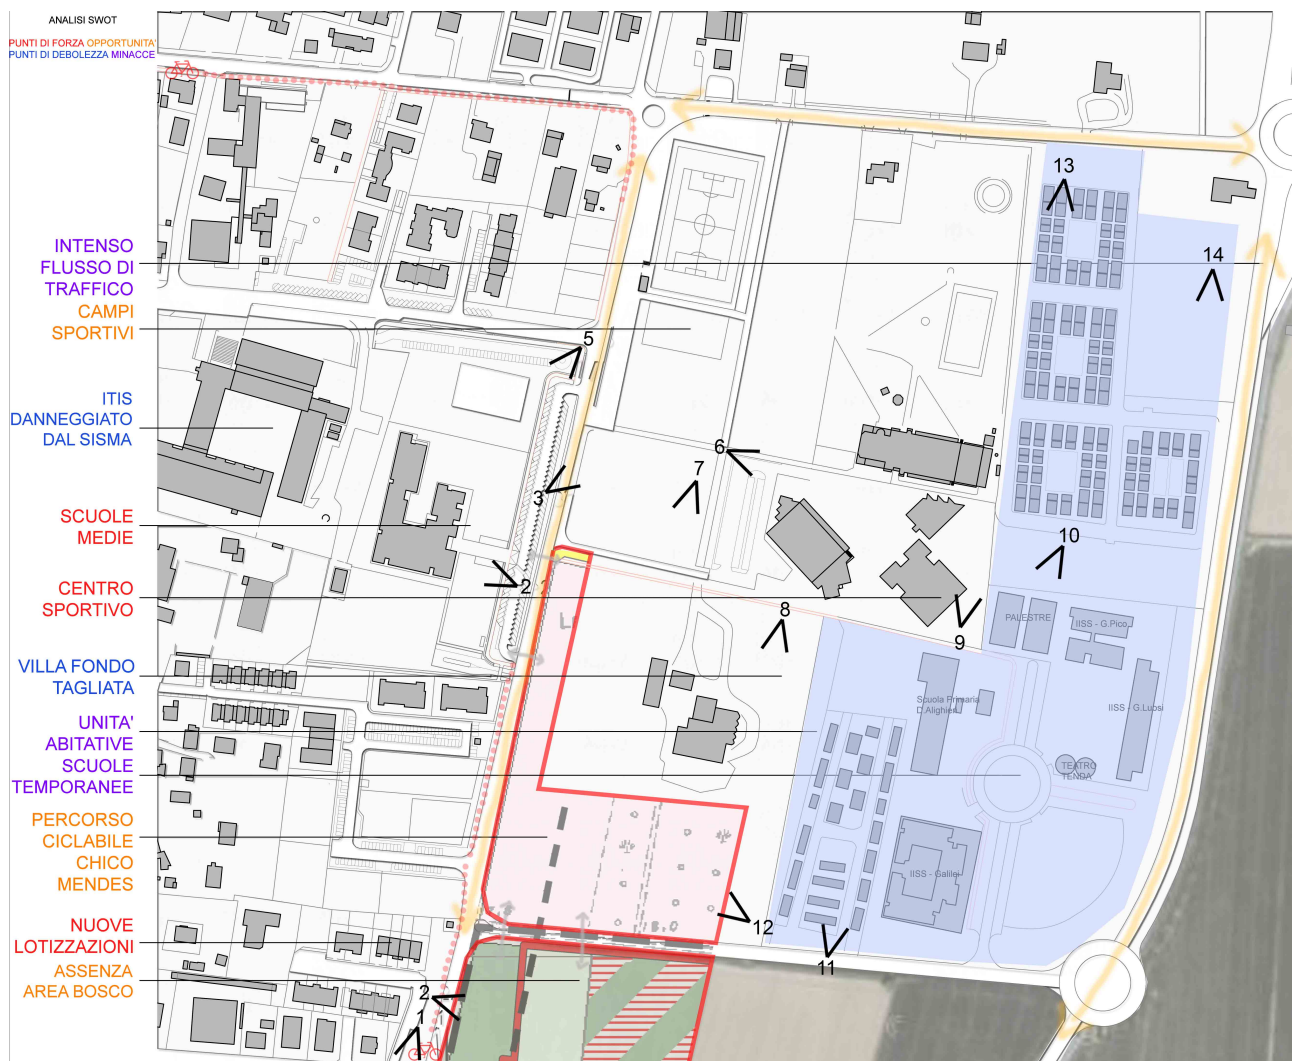 ANALISI SWOT
PUNTI DI FORZA OPPORTUNITA'
PUNTI DI DEBOLEZZA MINACCE
INTENSO
FLUSSO DI
TRAFFICO
CAMPI
SPORTIVI
ITIS
DANNEGGIATO
DAL SISMA
SCUOLE
MEDIE
CENTRO
SPORTIVO
VILLA FONDO
TAGLIATA
UNITA'
ABITATIVE
SCUOLE
TEMPORANEE
PERCORSO
CICLABILE
CHICO
MENDES
NUOVE
LOTIZZAZIONI
ASSENZA
AREA BOSCO
13
14
5
6
7
3
10
2
8
9
PALESTRE
IISS - G.Pico
Scuola Primaria
D.Alighieri
IISS - G.Luosi
TEATRO
TENDA
IISS - Galilei
12
11
2
1